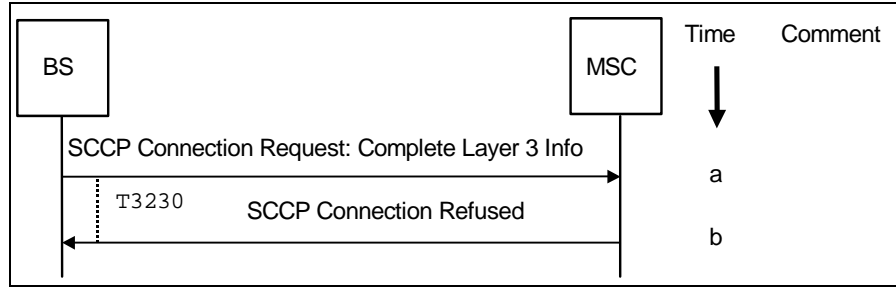 Time Comment
BS MSC
SCCP Connection Request: Complete Layer 3 Info
a
T3230
SCCP Connection Refused
b